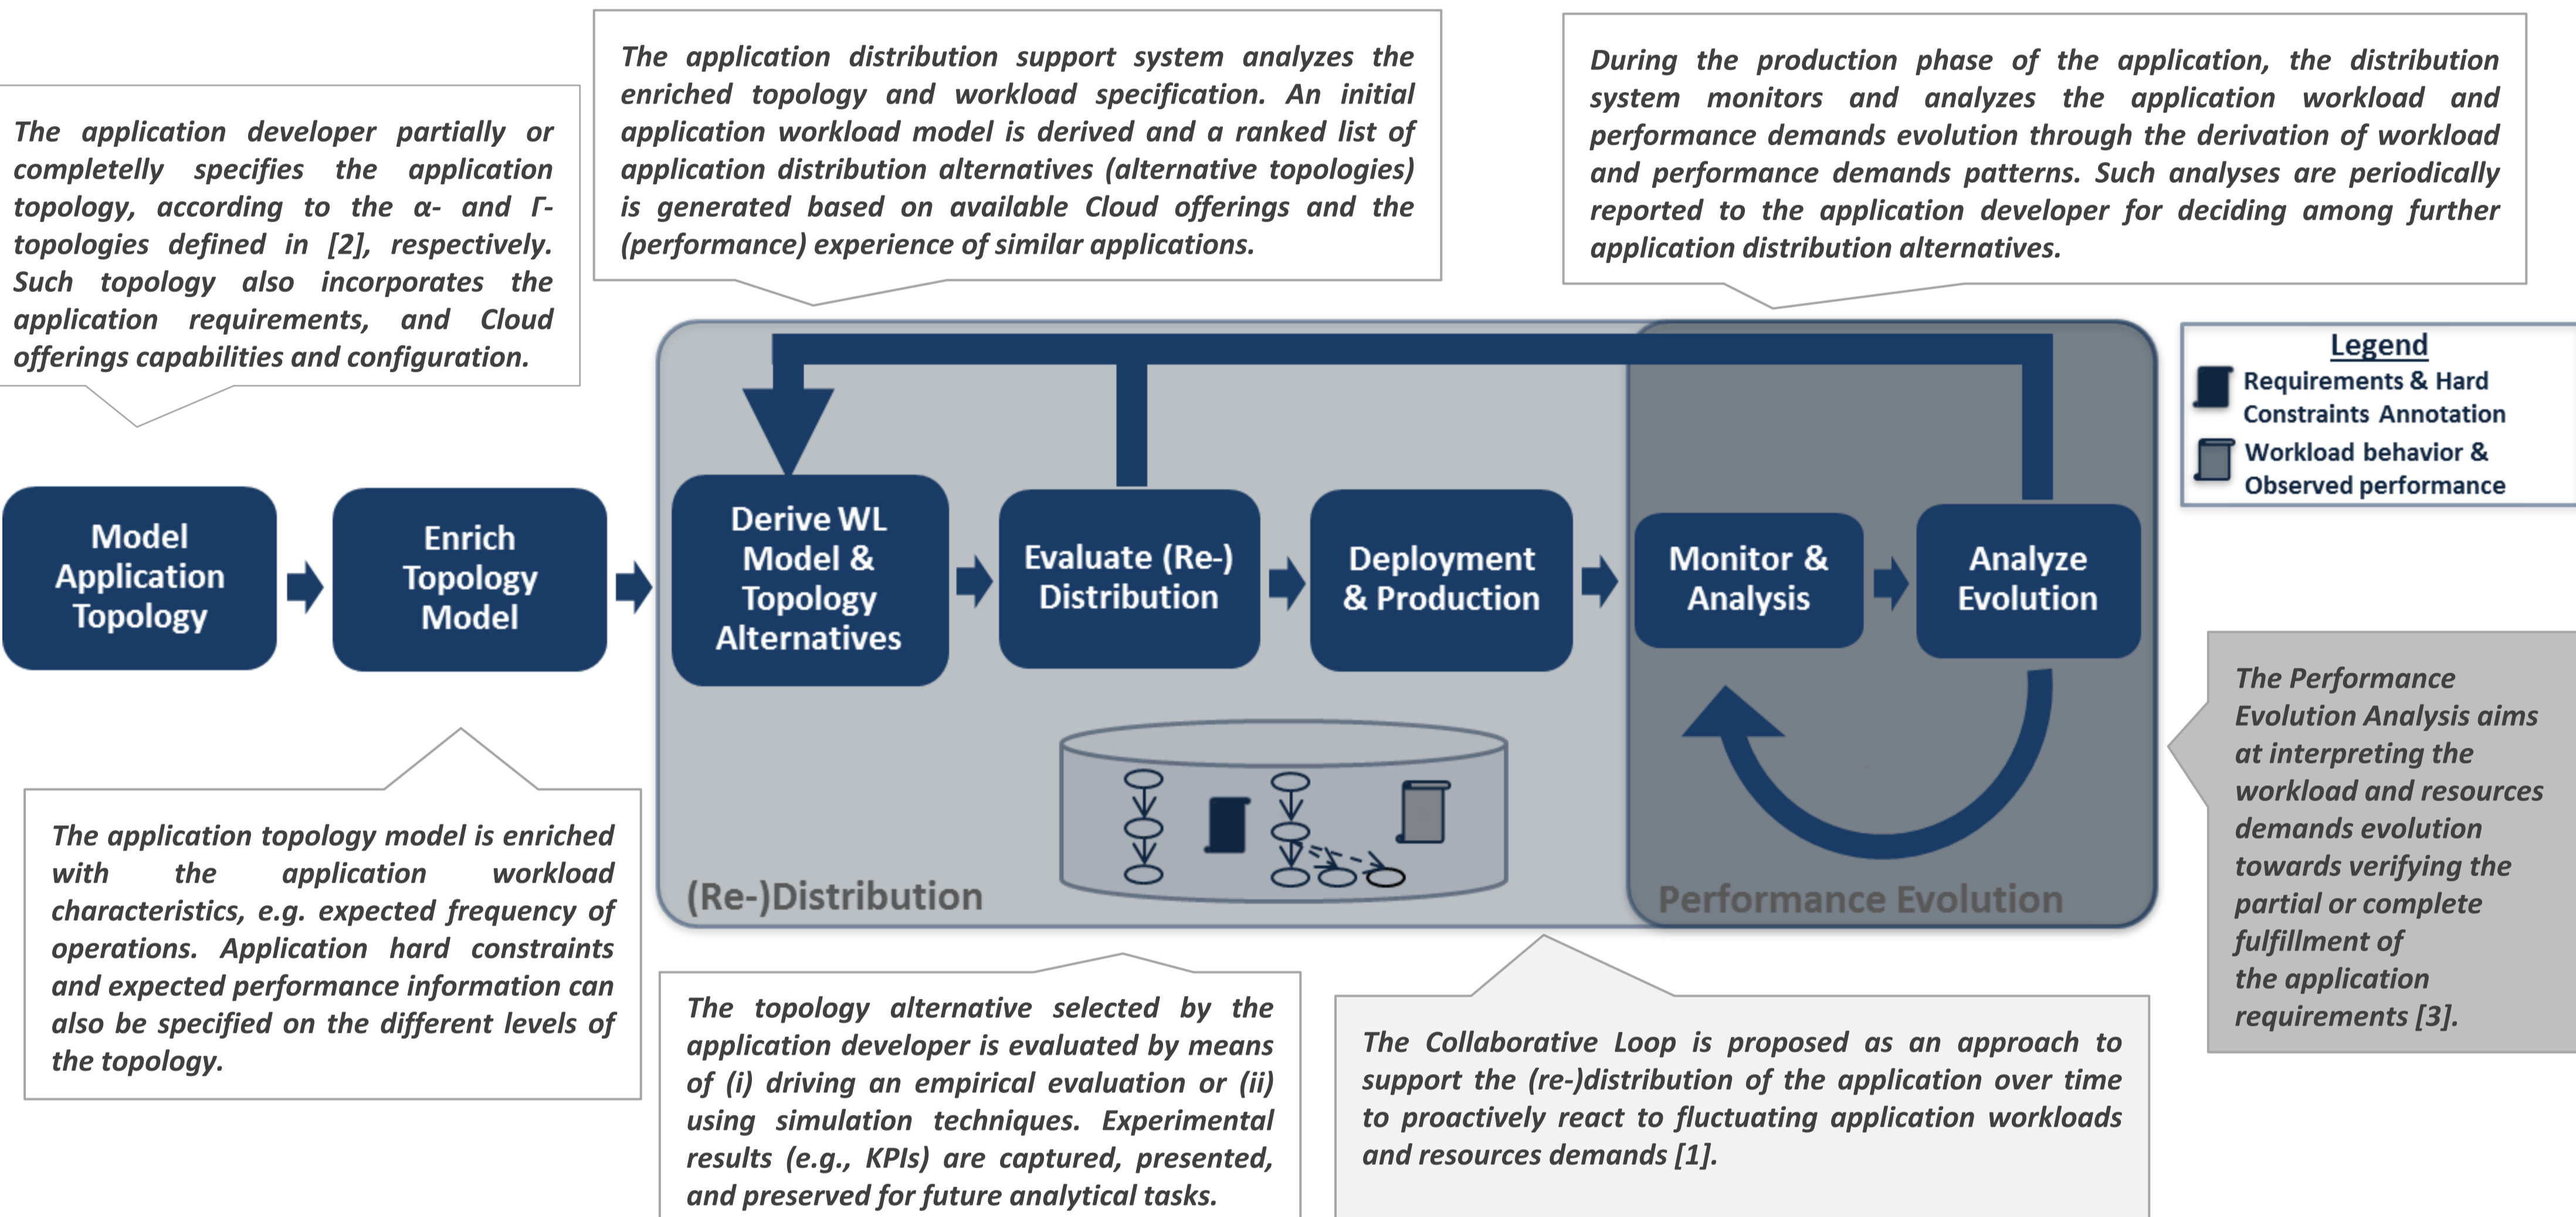 The application developer partially or
completelly specifies the application
topology, according to the α- and Γ-
topologies defined in [2], respectively.
Such topology also incorporates the
application requirements, and Cloud
offerings capabilities and configuration.
The application distribution support system analyzes the
enriched topology and workload specification. An initial
application workload model is derived and a ranked list of
application distribution alternatives (alternative topologies)
is generated based on available Cloud offerings and the
(performance) experience of similar applications.
During the production phase of the application, the distribution
system monitors and analyzes the application workload and
performance demands evolution through the derivation of workload
and performance demands patterns. Such analyses are periodically
reported to the application developer for deciding among further
application distribution alternatives.
Legend
Requirements & Hard
Constraints Annotation
Workload behavior &
Observed performance
Model
Application
Topology
Enrich
Topology
Model
Derive WL
Model &
Topology
Alternatives
Evaluate (Re-)
Distribution
Deployment
& Production
Monitor &
Analysis
Analyze
Evolution
(Re-)Distribution
Performance Evolution
The Performance
Evolution Analysis aims
at interpreting the
workload and resources
demands evolution
towards verifying the
partial or complete
fulfillment of
the application
requirements [3].
The application topology model is enriched
with the application workload
characteristics, e.g. expected frequency of
operations. Application hard constraints
and expected performance information can
also be specified on the different levels of
the topology.
The topology alternative selected by the
application developer is evaluated by means
of (i) driving an empirical evaluation or (ii)
using simulation techniques. Experimental
results (e.g., KPIs) are captured, presented,
and preserved for future analytical tasks.
The Collaborative Loop is proposed as an approach to
support the (re-)distribution of the application over time
to proactively react to fluctuating application workloads
and resources demands [1].